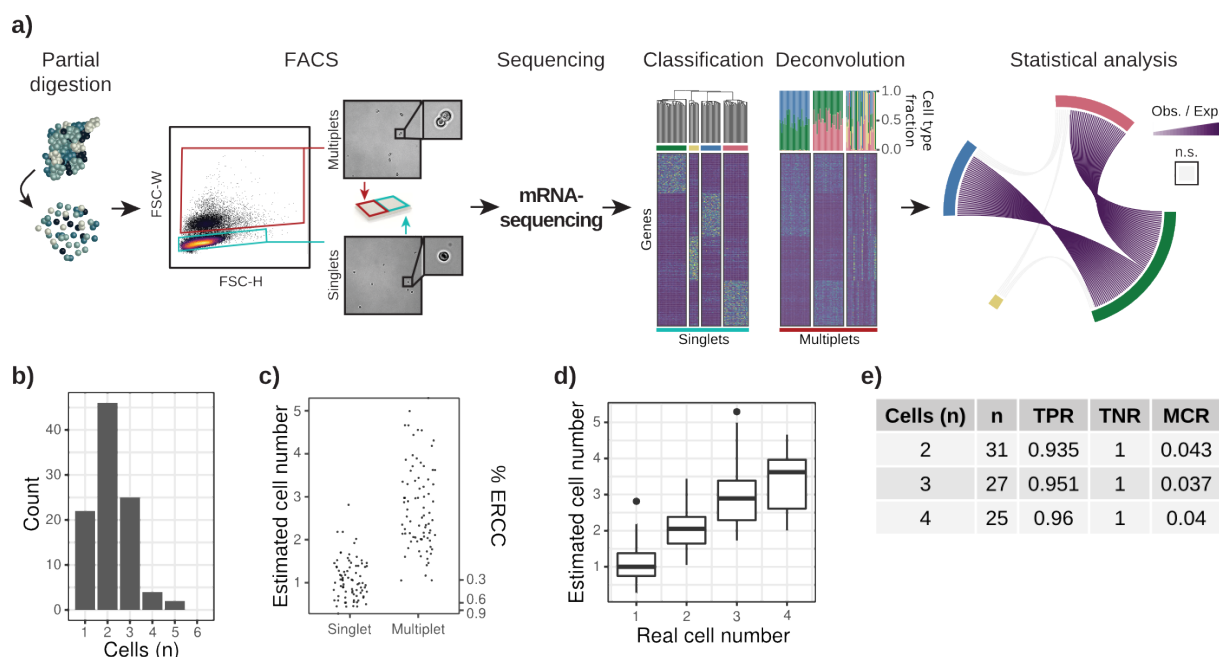 a)
Partial
digestion
FACS
Sequencing
Classification
Deconvolution
Statistical analysis
FSC-W
FSC-H
Multiplets
Singlets
mRNA-
sequencing
Genes
Singlets
1.0
0.5
0.0
Cell type
fraction
Multiplets
Obs. / Exp
n.s.
b)
Count
40
30
20
10
0
1 2 3 4 5 6
Cells (n)
c)
Estimated cell number
5
4
3
2
1
% ERCC
0.3
0.6
0.9
Singlet Multiplet
d)
Estimated cell number
5
4
3
2
1
1 2 3 4
Real cell number
e)
Cells (n) n TPR TNR MCR
2 31 0.935 1 0.043
3 27 0.951 1 0.037
4 25 0.96 1 0.04